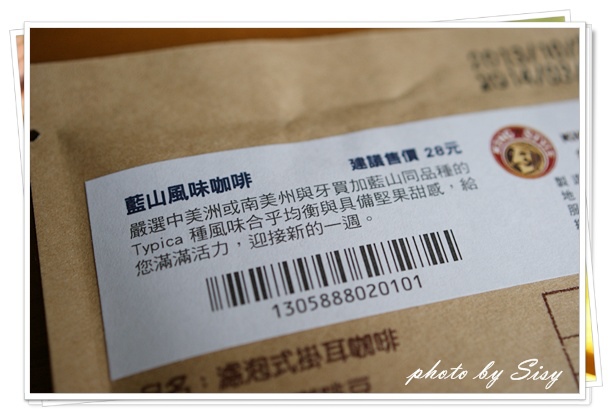 藍山風味咖啡 建議售價 28元
嚴選中美洲或南美州與牙買加藍山同品種的
Typica 種風味合乎均衡與具備堅果甜感，給
您滿滿活力，迎接新的一週。
1305888020101
品名：濾泡式掛耳咖啡
photo by Sisy